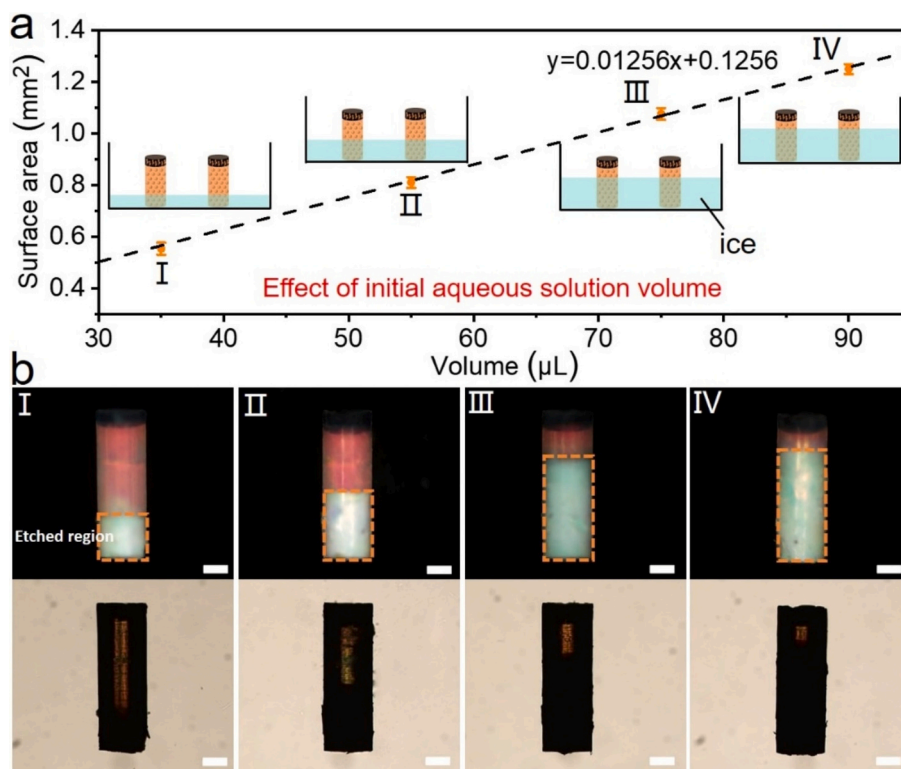 a
Surface area (mm²)
1.4
1.2
1.0
0.8
0.6
0.4
y=0.01256x+0.1256
I
II
III
IV
ice
Effect of initial aqueous solution volume
30 40 50 60 70 80 90
Volume (μL)
b
I II III IV
Etched region